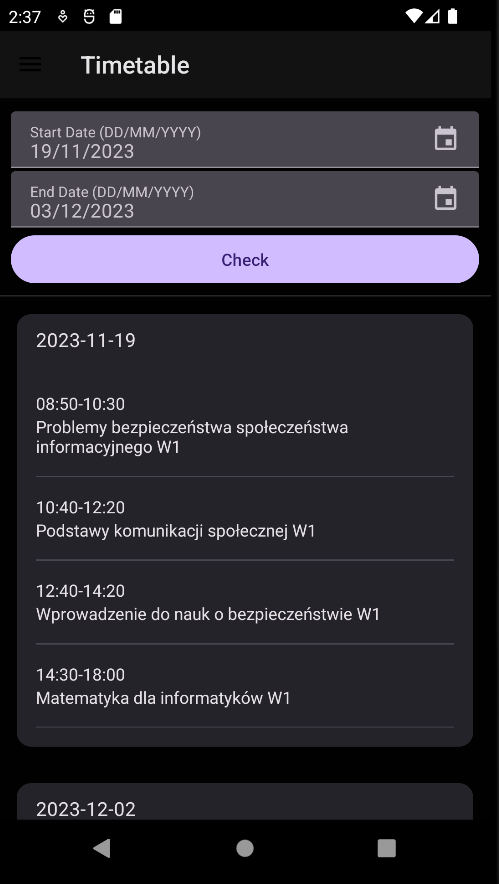 2:37
Timetable
Start Date (DD/MM/YYYY)
19/11/2023
End Date (DD/MM/YYYY)
03/12/2023
Check
2023-11-19
08:50-10:30
Problemy bezpieczeństwa społeczeństwa
informacyjnego W1
10:40-12:20
Podstawy komunikacji społecznej W1
12:40-14:20
Wprowadzenie do nauk o bezpieczeństwie W1
14:30-18:00
Matematyka dla informatyków W1
2023-12-02